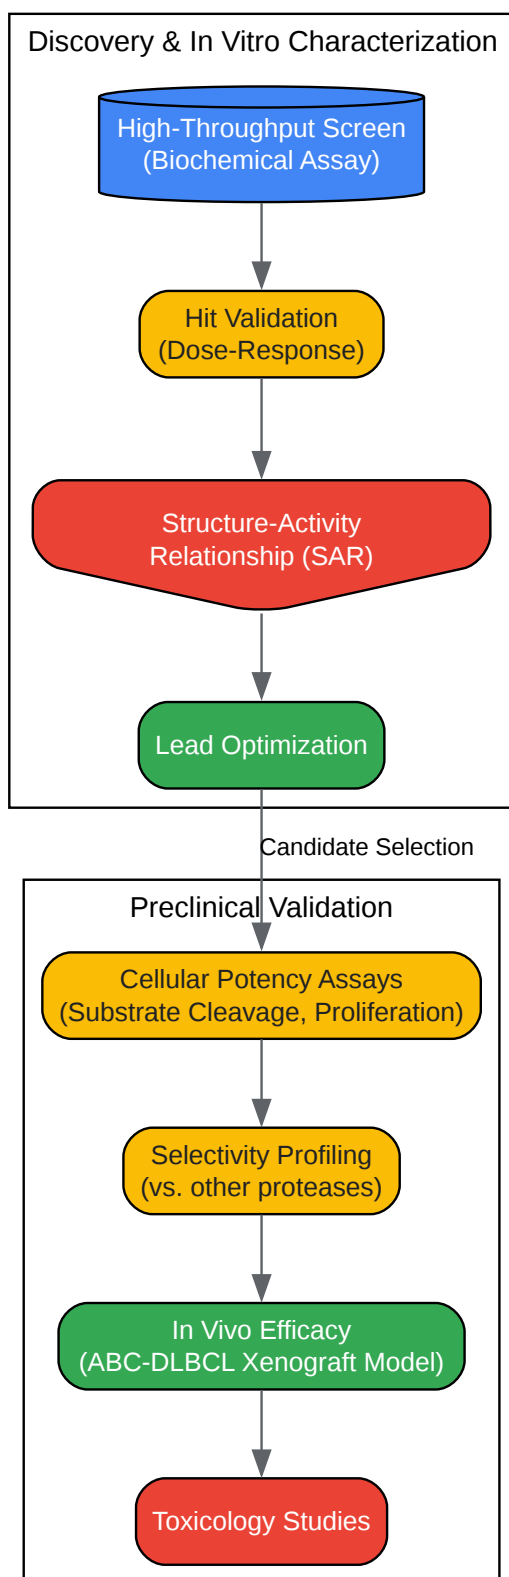 Discovery & In Vitro Characterization
High-Throughput Screen
(Biochemical Assay)
Hit Validation
(Dose-Response)
Structure-Activity
Relationship (SAR)
Lead Optimization
Candidate Selection
Preclinical Validation
Cellular Potency Assays
(Substrate Cleavage, Proliferation)
Selectivity Profiling
(vs. other proteases)
In Vivo Efficacy
(ABC-DLBCL Xenograft Model)
Toxicology Studies